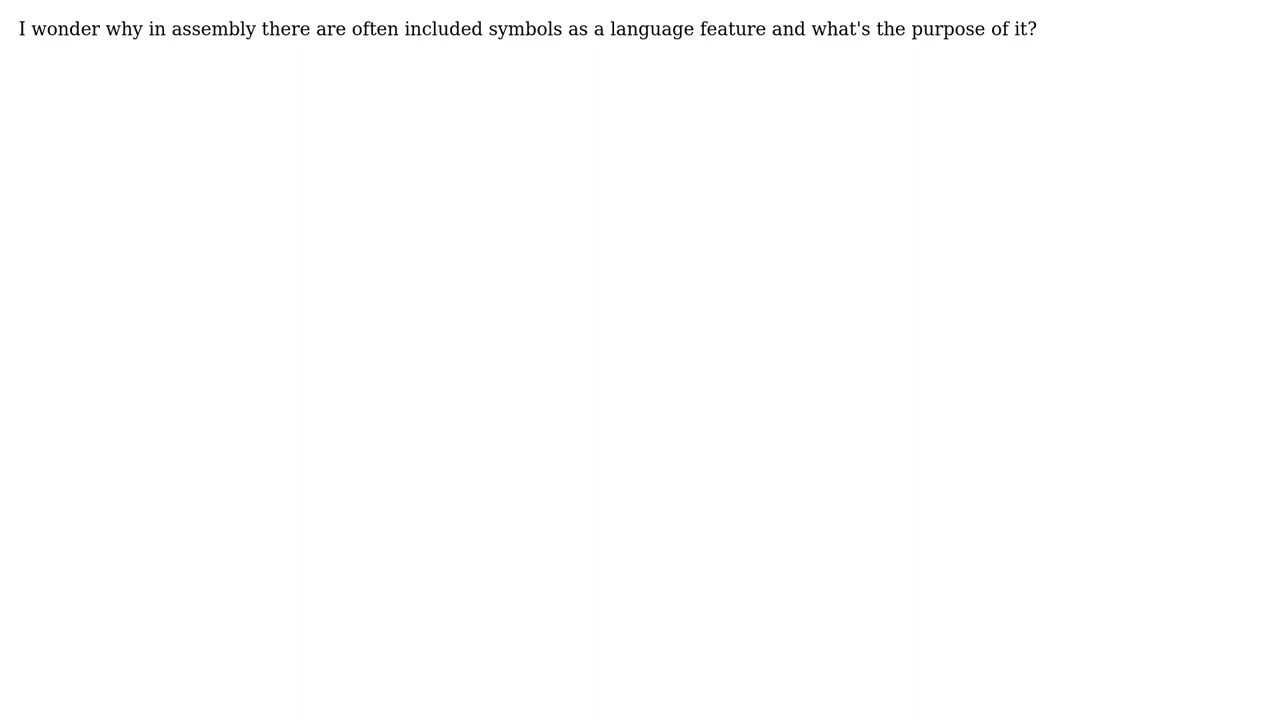 I wonder why in assembly there are often included symbols as a language feature and what's the purpose of it?